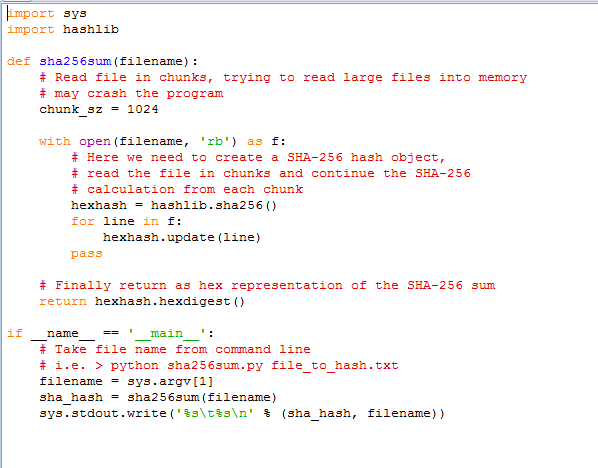 import sys
import hashlib

def sha256sum(filename):
    # Read file in chunks, trying to read large files into memory
    # may crash the program
    chunk_sz = 1024

    with open(filename, 'rb') as f:
        # Here we need to create a SHA-256 hash object,
        # read the file in chunks and continue the SHA-256
        # calculation from each chunk
        hexhash = hashlib.sha256()
        for line in f:
            hexhash.update(line)
        pass

    # Finally return as hex representation of the SHA-256 sum
    return hexhash.hexdigest()

if __name__ == '__main__':
    # Take file name from command line
    # i.e. > python sha256sum.py file_to_hash.txt
    filename = sys.argv[1]
    sha_hash = sha256sum(filename)
    sys.stdout.write('%s\t%s\n' % (sha_hash, filename))